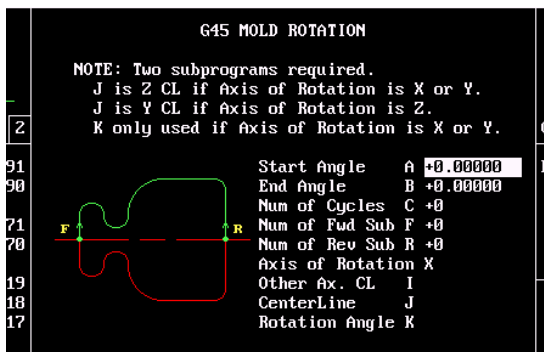 G45 MOLD ROTATION
NOTE: Two subprograms required.
J is Z CL if Axis of Rotation is X or Y.
J is Y CL if Axis of Rotation is Z.
K only used if Axis of Rotation is X or Y.
2
91
90
71
70
19
18
17
F
R
Start Angle A +0.00000
End Angle B +0.00000
Num of Cycles C +0
Num of Fwd Sub F +0
Num of Rev Sub R +0
Axis of Rotation X
Other Ax. CL I
CenterLine J
Rotation Angle K